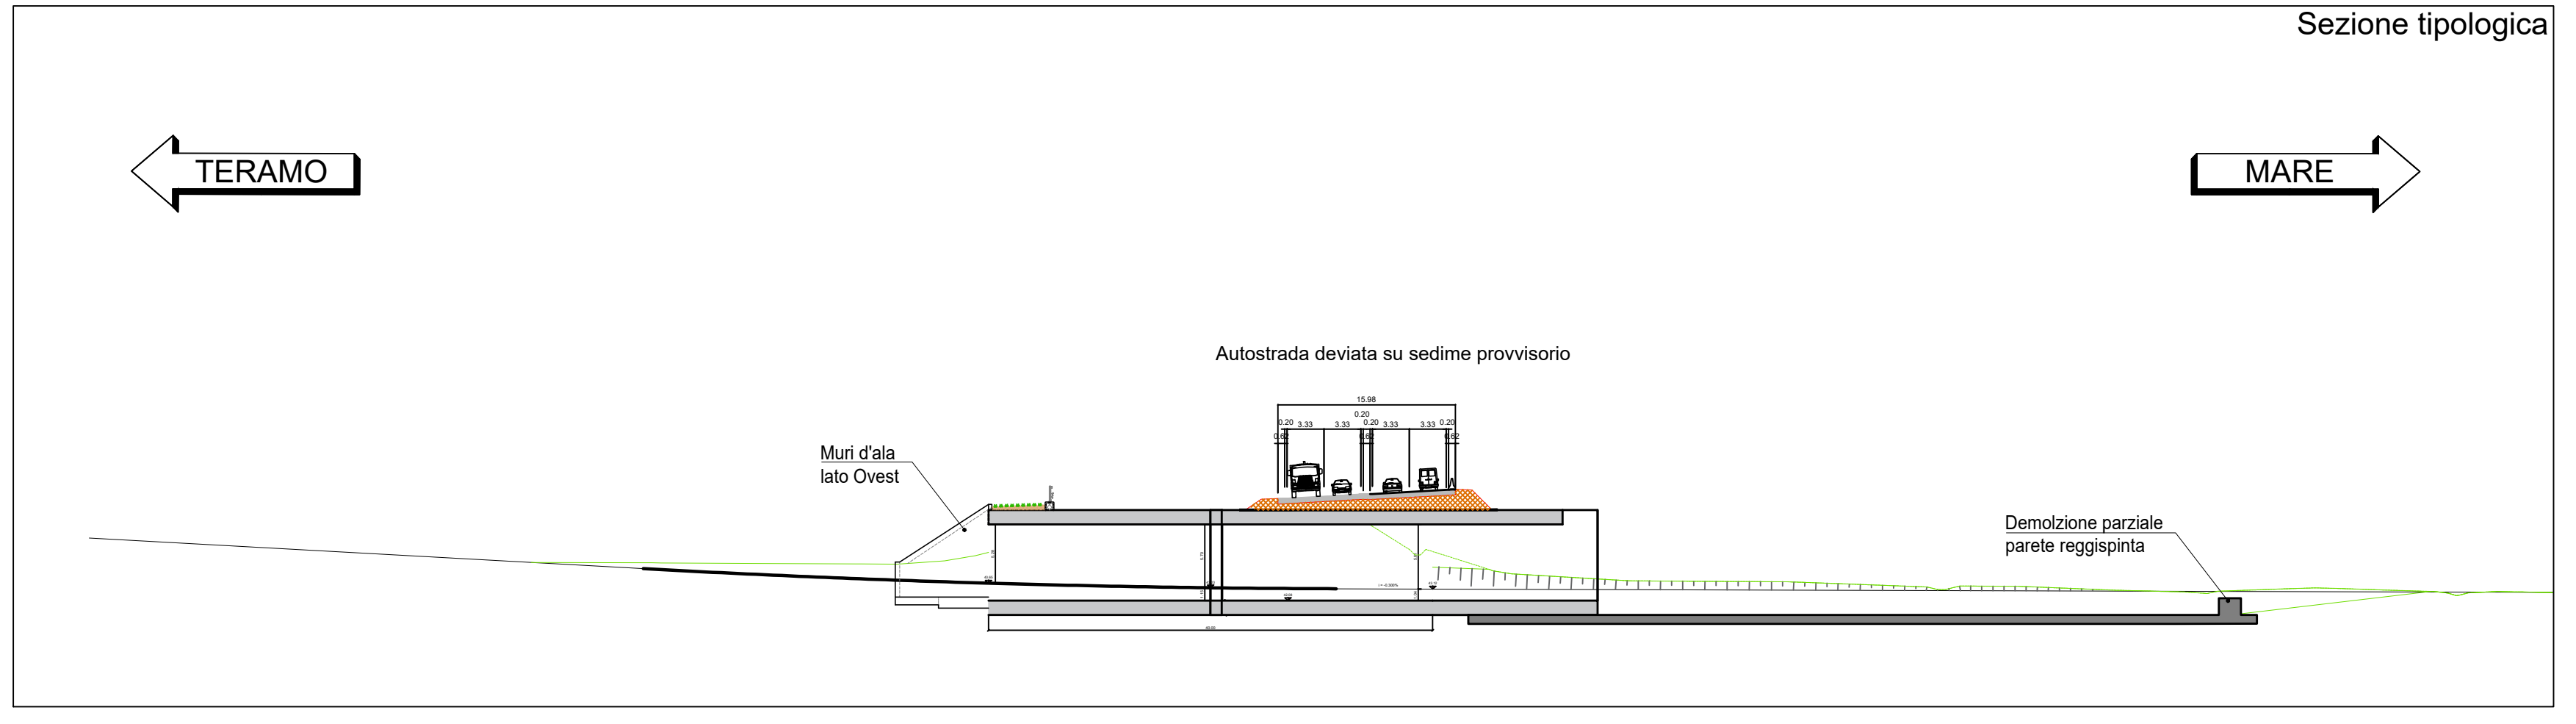 Sezione tipologica
TERAMO
MARE
Autostrada deviata su sedime provvisorio
15.98
0.20
0.20 3.33 3.33 0.20 3.33 3.33 0.20
0.62 0.62 0.62
Muri d'ala
lato Ovest
Demolzione parziale
parete reggispinta